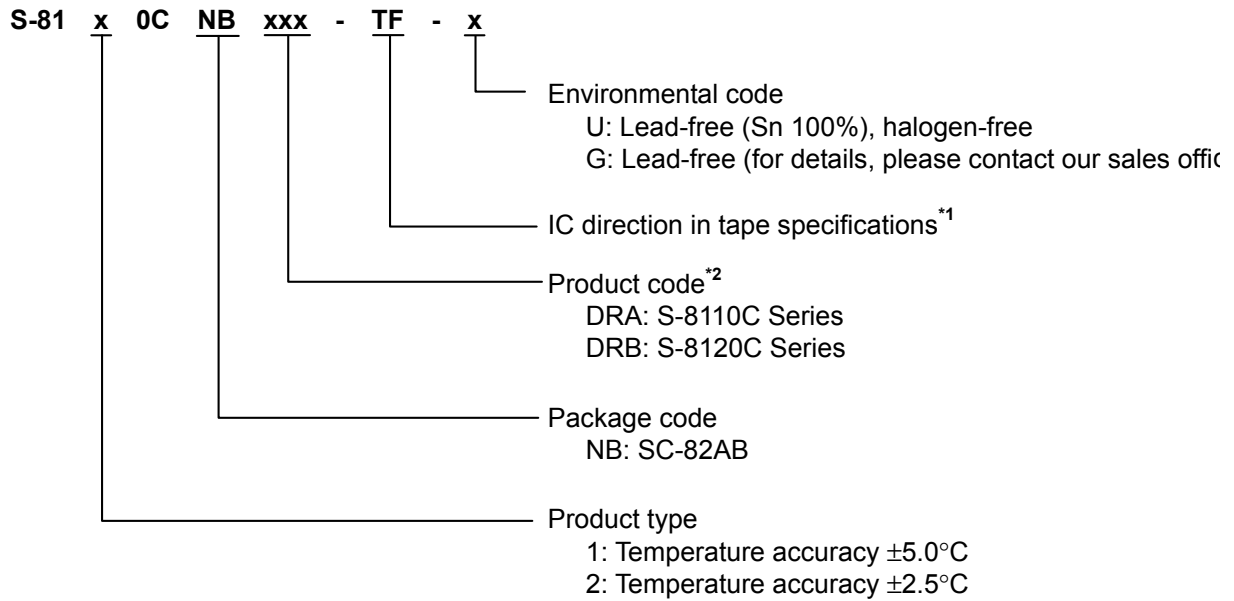 S-81 x 0C NB xxx - TF - x
Environmental code
U: Lead-free (Sn 100%), halogen-free
G: Lead-free (for details, please contact our sales
IC direction in tape specifications*1
Product code*2
DRA: S-8110C Series
DRB: S-8120C Series
Package code
NB: SC-82AB
Product type
1: Temperature accuracy ±5.0°C
2: Temperature accuracy ±2.5°C